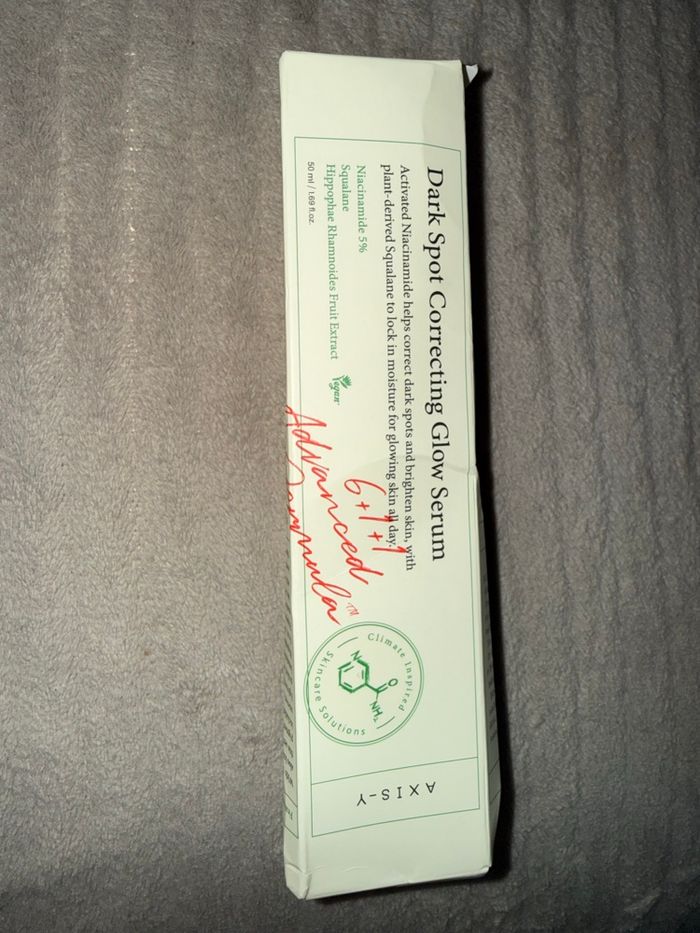 Dark Spot Correcting Glow Serum
Activated Niacinamide helps correct dark spots and brighten skin, with
plant-derived Squalane to lock in moisture for glowing skin all day.
Niacinamide 5%
Squalane
Hippophae Rhamnoides Fruit Extract
Vegan
50 ml / 1.69 fl.oz.
6+1+1
Advanced
Formula™
Climate Inspired
N
O
NH₂
Skincare Solutions
AXIS-Y